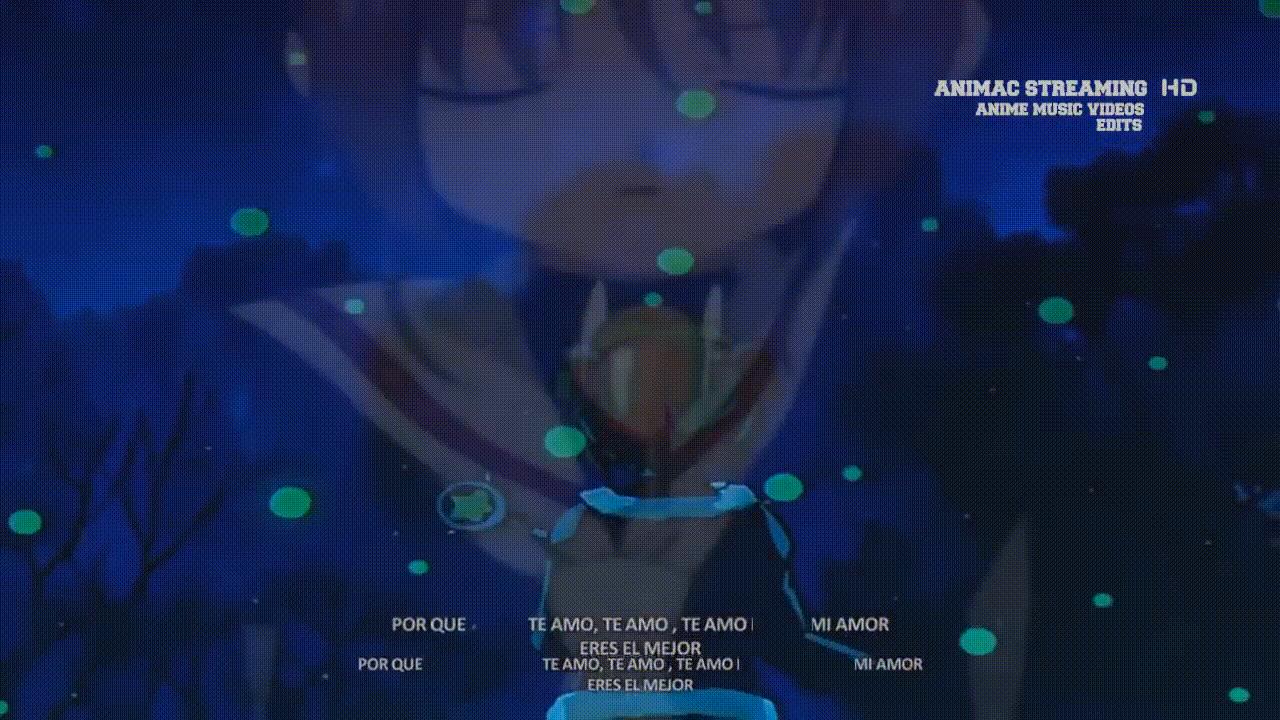 ANIMAC STREAMING HD
ANIME MUSIC VIDEOS
EDITS
POR QUE TE AMO, TE AMO , TE AMO MI AMOR
ERES EL MEJOR
POR QUE TE AMO, TE AMO , TE AMO MI AMOR
ERES EL MEJOR